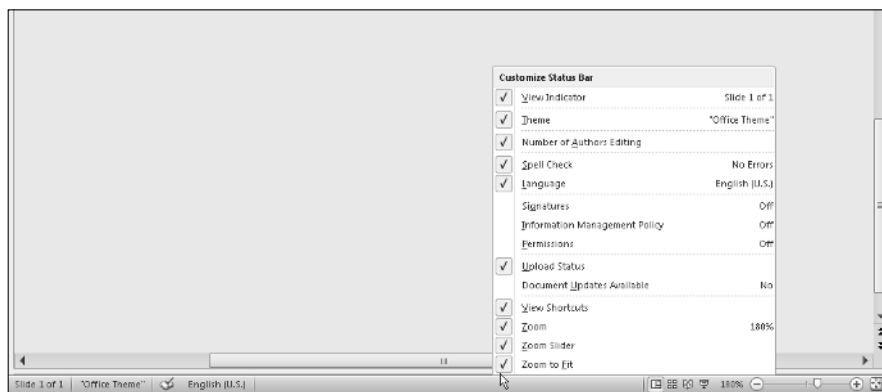 Customize Status Bar
View Indicator Slide 1 of 1
Theme "Office Theme"
Number of Authors Editing
Spell Check No Errors
Language English (U.S.)
Signatures Off
Information Management Policy Off
Permissions Off
Upload Status
Document Updates Available No
View Shortcuts
Zoom 180%
Zoom Slider
Zoom to Fit
Slide 1 of 1 "Office Theme" English (U.S.) 180%